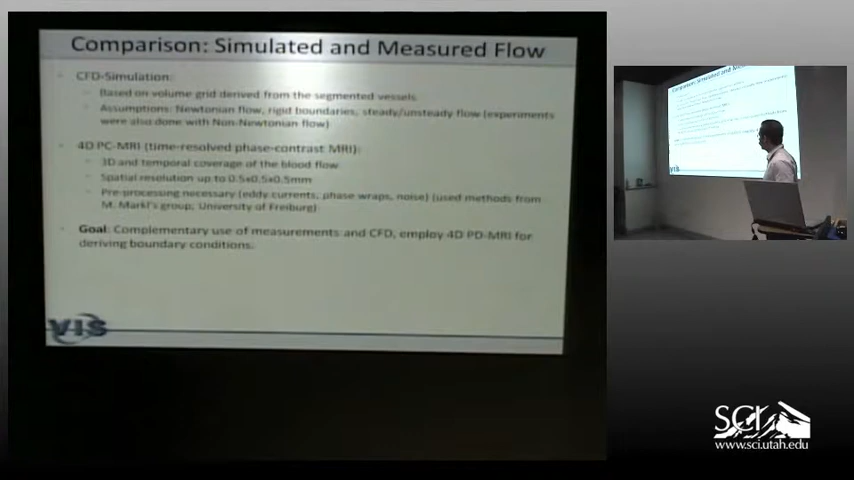 Comparison: Simulated and Measured Flow
CFD-Simulation:
Based on volume grid derived from the segmented vessels
Assumptions: Newtonian flow, rigid boundaries, steady/unsteady flow (experiments
were also done with Non-Newtonian flow)
4D PC-MRI (time-resolved phase-contrast MRI):
3D and temporal coverage of the blood flow
Spatial resolution up to 0.5x0.5x0.5mm
Pre-processing necessary (eddy currents, phase wraps, noise) (used methods from
M. Markl's group, University of Freiburg)
Goal: Complementary use of measurements and CFD, employ 4D PD-MRI for
deriving boundary conditions.
VIS
VIS
SCI
www.sci.utah.edu